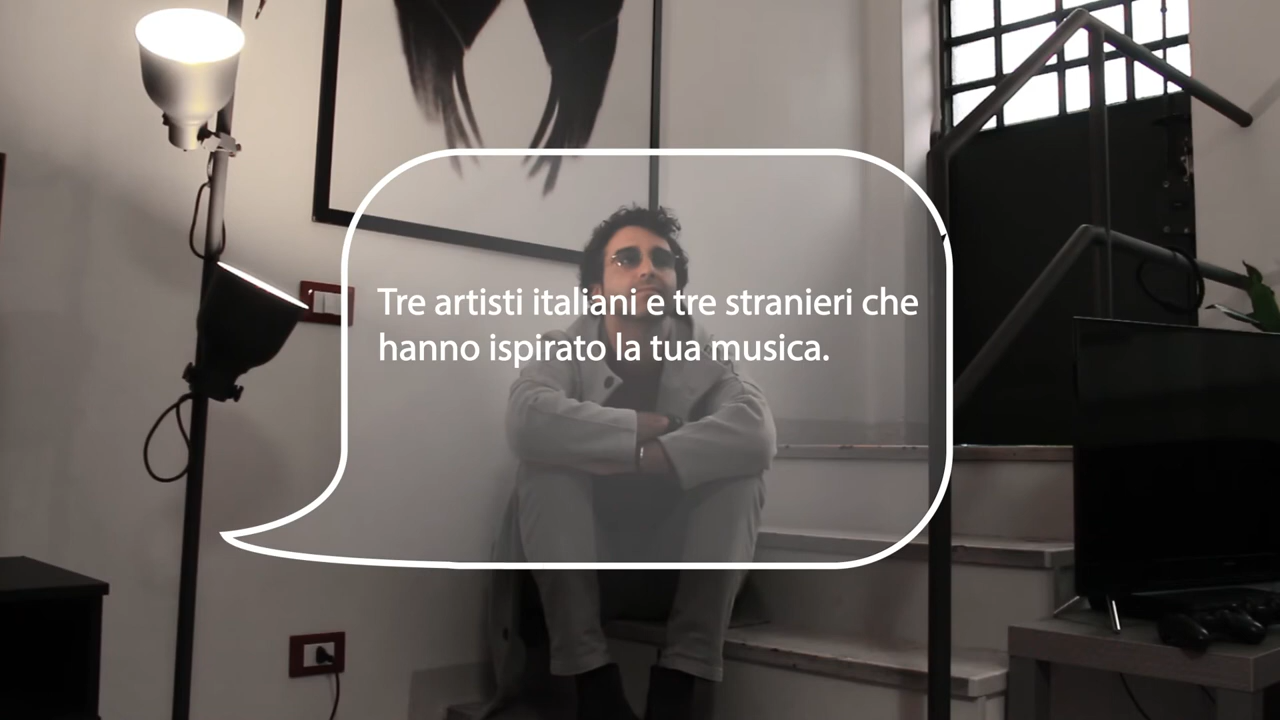 Tre artisti italiani e tre stranieri che
hanno ispirato la tua musica.